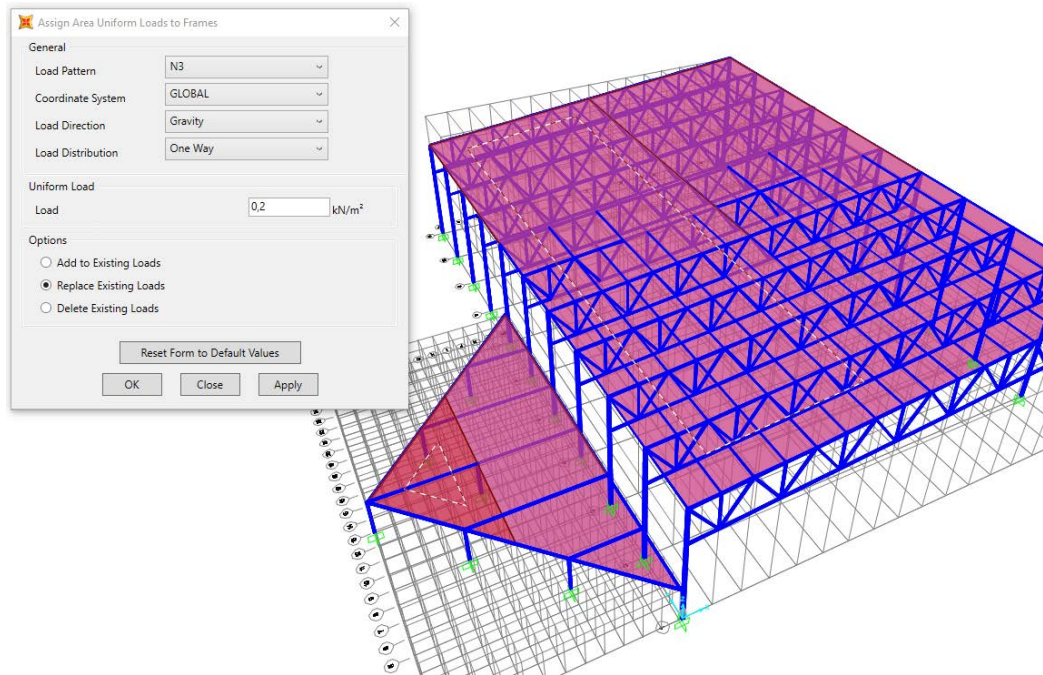 Assign Area Uniform Loads to Frames
General
Load Pattern N3
Coordinate System GLOBAL
Load Direction Gravity
Load Distribution One Way
Uniform Load
Load 0,2 kN/m²
Options
Add to Existing Loads
Replace Existing Loads
Delete Existing Loads
Reset Form to Default Values
OK Close Apply